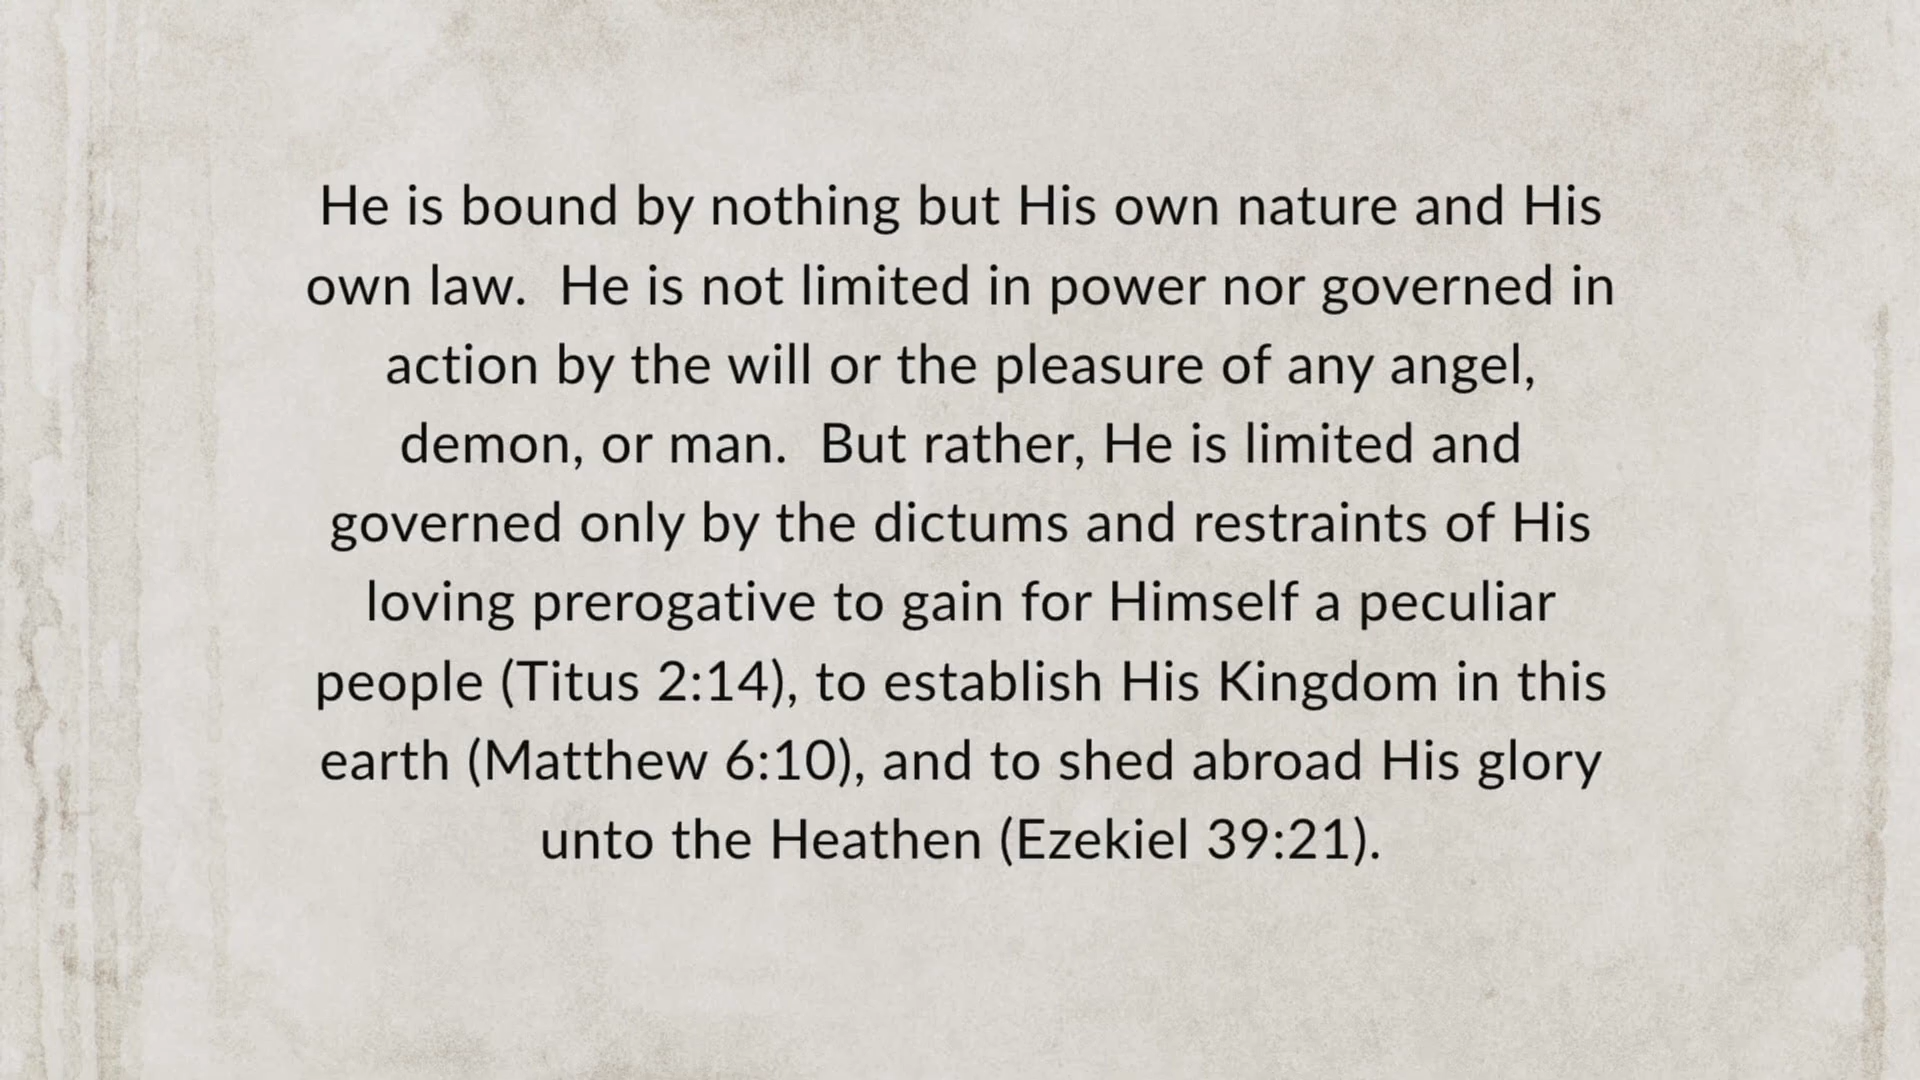 He is bound by nothing but His own nature and His
own law.  He is not limited in power nor governed in
action by the will or the pleasure of any angel,
demon, or man.  But rather, He is limited and
governed only by the dictums and restraints of His
loving prerogative to gain for Himself a peculiar
people (Titus 2:14), to establish His Kingdom in this
earth (Matthew 6:10), and to shed abroad His glory
unto the Heathen (Ezekiel 39:21).